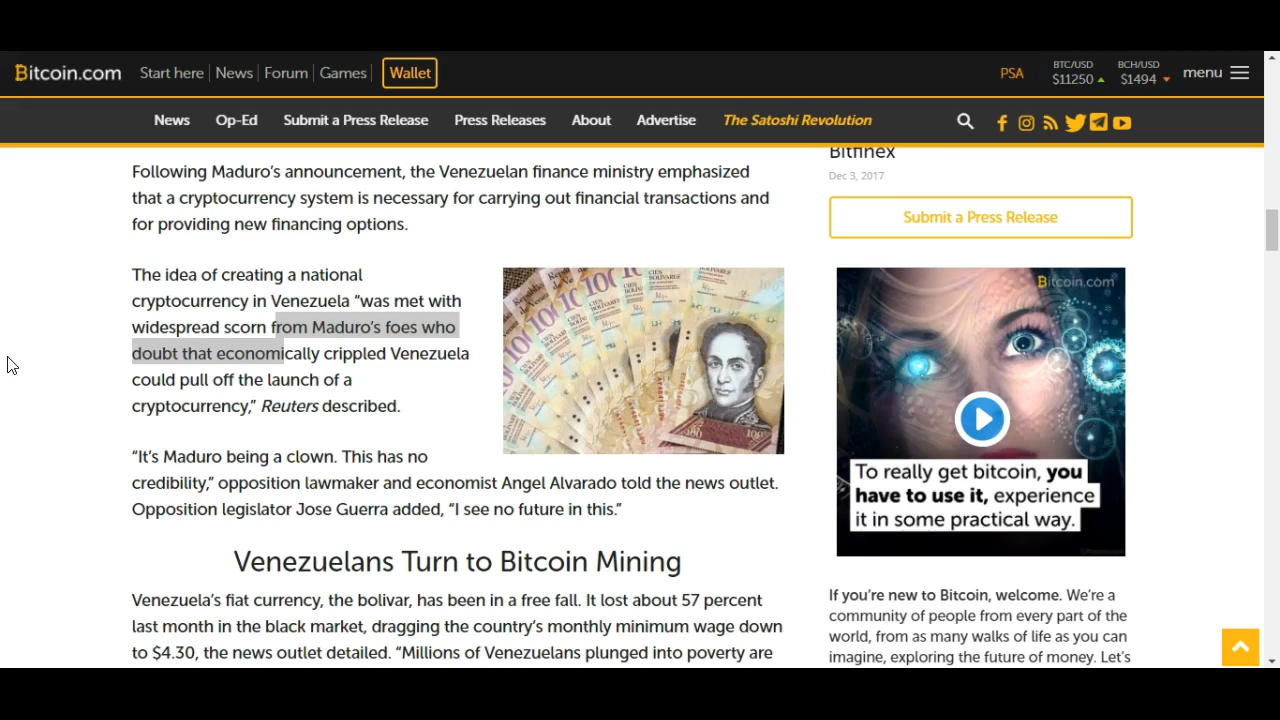 Bitcoin.com Start here News Forum Games Wallet PSA BTC/USD $11250 BCH/USD $1494 menu
News Op-Ed Submit a Press Release Press Releases About Advertise The Satoshi Revolution
Following Maduro’s announcement, the Venezuelan finance ministry emphasized
that a cryptocurrency system is necessary for carrying out financial transactions and
for providing new financing options.
The idea of creating a national
cryptocurrency in Venezuela “was met with
widespread scorn from Maduro’s foes who
doubt that economically crippled Venezuela
could pull off the launch of a
cryptocurrency,” Reuters described.
“It’s Maduro being a clown. This has no
credibility,” opposition lawmaker and economist Angel Alvarado told the news outlet.
Opposition legislator Jose Guerra added, “I see no future in this.”
Venezuelans Turn to Bitcoin Mining
Venezuela’s fiat currency, the bolivar, has been in a free fall. It lost about 57 percent
last month in the black market, dragging the country’s monthly minimum wage down
to $4.30, the news outlet detailed. “Millions of Venezuelans plunged into poverty are
Bitfinex
Dec 3, 2017
Submit a Press Release
Bitcoin.com
To really get bitcoin, you
have to use it, experience
it in some practical way.
If you’re new to Bitcoin, welcome. We’re a
community of people from every part of the
world, from as many walks of life as you can
imagine, exploring the future of money. Let’s